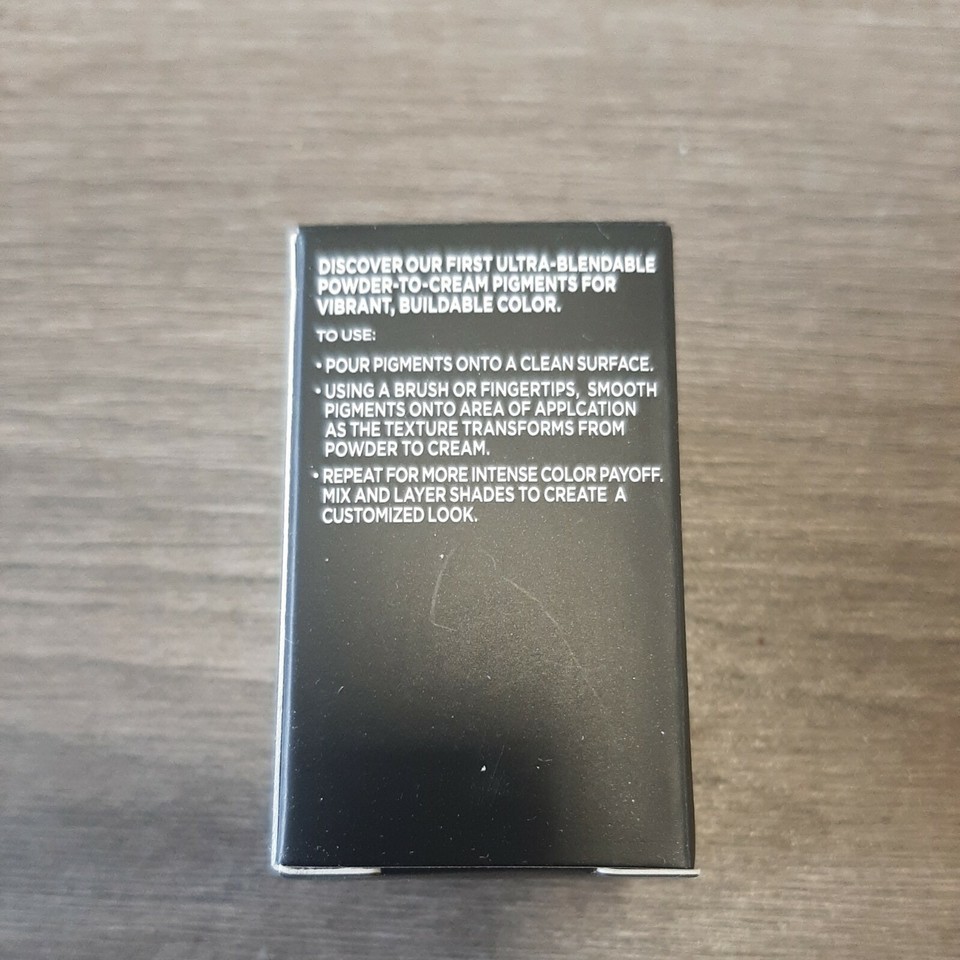 DISCOVER OUR FIRST ULTRA-BLENDABLE
POWDER-TO-CREAM PIGMENTS FOR
VIBRANT, BUILDABLE COLOR.
TO USE:
• POUR PIGMENTS ONTO A CLEAN SURFACE.
• USING A BRUSH OR FINGERTIPS, SMOOTH
PIGMENTS ONTO AREA OF APPLCATION
AS THE TEXTURE TRANSFORMS FROM
POWDER TO CREAM.
• REPEAT FOR MORE INTENSE COLOR PAYOFF.
MIX AND LAYER SHADES TO CREATE A
CUSTOMIZED LOOK.